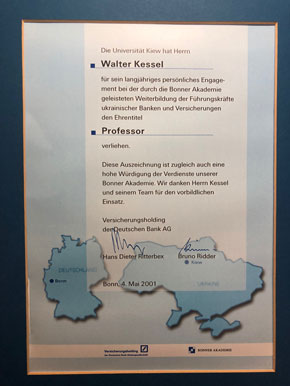 Die Universität Kiew hat Herrn
Walter Kessel
für sein langjähriges persönliches Engage-
ment bei der durch die Bonner Akademie
geleisteten Weiterbildung der Führungskräfte
ukrainischer Banken und Versicherungen
den Ehrentitel
Professor
verliehen.
Diese Auszeichnung ist zugleich auch eine
hohe Würdigung der Verdienste unserer
Bonner Akademie. Wir danken Herrn Kessel
und seinem Team für den vorbildlichen
Einsatz.
Versicherungsholding
der Deutschen Bank AG
Hans Dieter Ritterbex Bruno Ridder
Kiew
DEUTSCHLAND
Bonn
UKRAINE
Bonn, 4. Mai 2001
Versicherungsholding
BONNER AKADEMIE